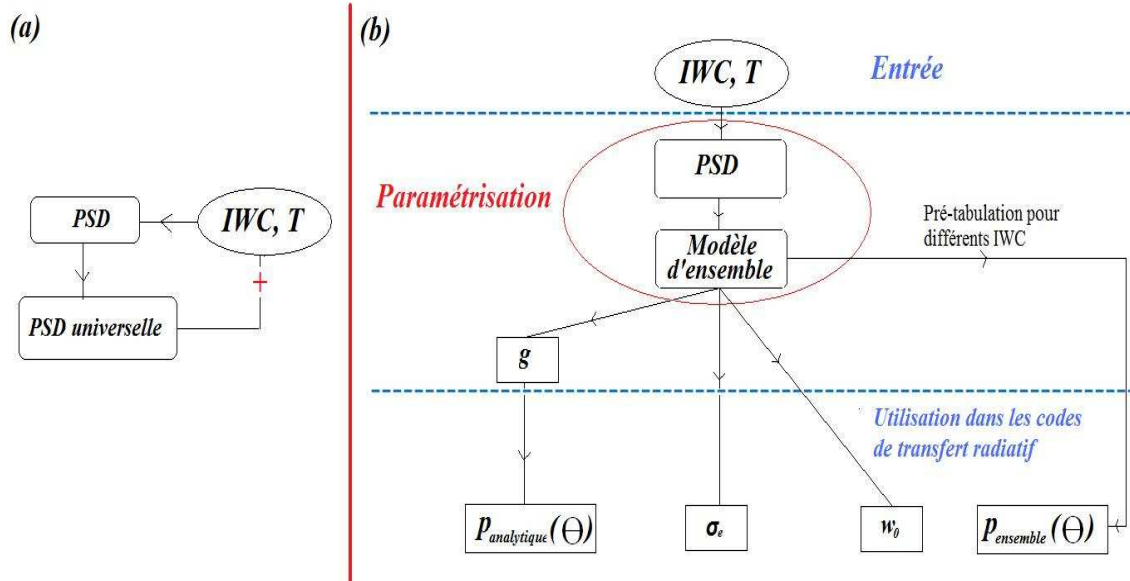 (a)
PSD
IWC, T
+
PSD universelle
(b)
IWC, T
Entrée
PSD
Paramétrisation
Modèle
d'ensemble
Pré-tabulation pour
différents IWC
g
Utilisation dans les codes
de transfert radiatif
p_analytique(Θ)
σ_e
w_0
p_ensemble(Θ)